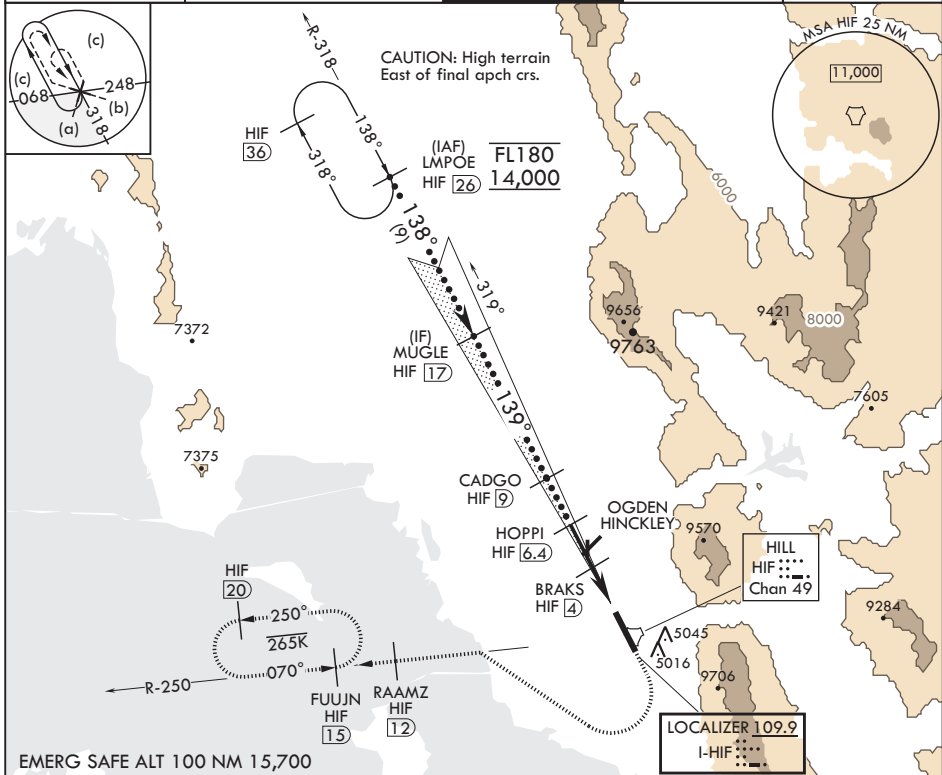 (c)
(c)
068
248
(b)
(a)
318
R-318
CAUTION: High terrain
East of final apch crs.
MSA HIF 25 NM
11,000
HIF
36
138°
318°
(IAF)
LMPOE
HIF 26
FL180
14,000
138°
(9)
6000
319°
7372
(IF)
MUGLE
HIF 17
9656
9763
9421
8000
139°
7605
7375
CADGO
HIF 9
OGDEN
HINCKLEY
HOPPI
HIF 6.4
9570
HILL
HIF
Chan 49
HIF
20
BRAKS
HIF 4
250°
265K
9284
5045
5016
070°
R-250
9706
FUUJN
HIF
15
RAAMZ
HIF
12
LOCALIZER 109.9
I-HIF
EMERG SAFE ALT 100 NM 15,700